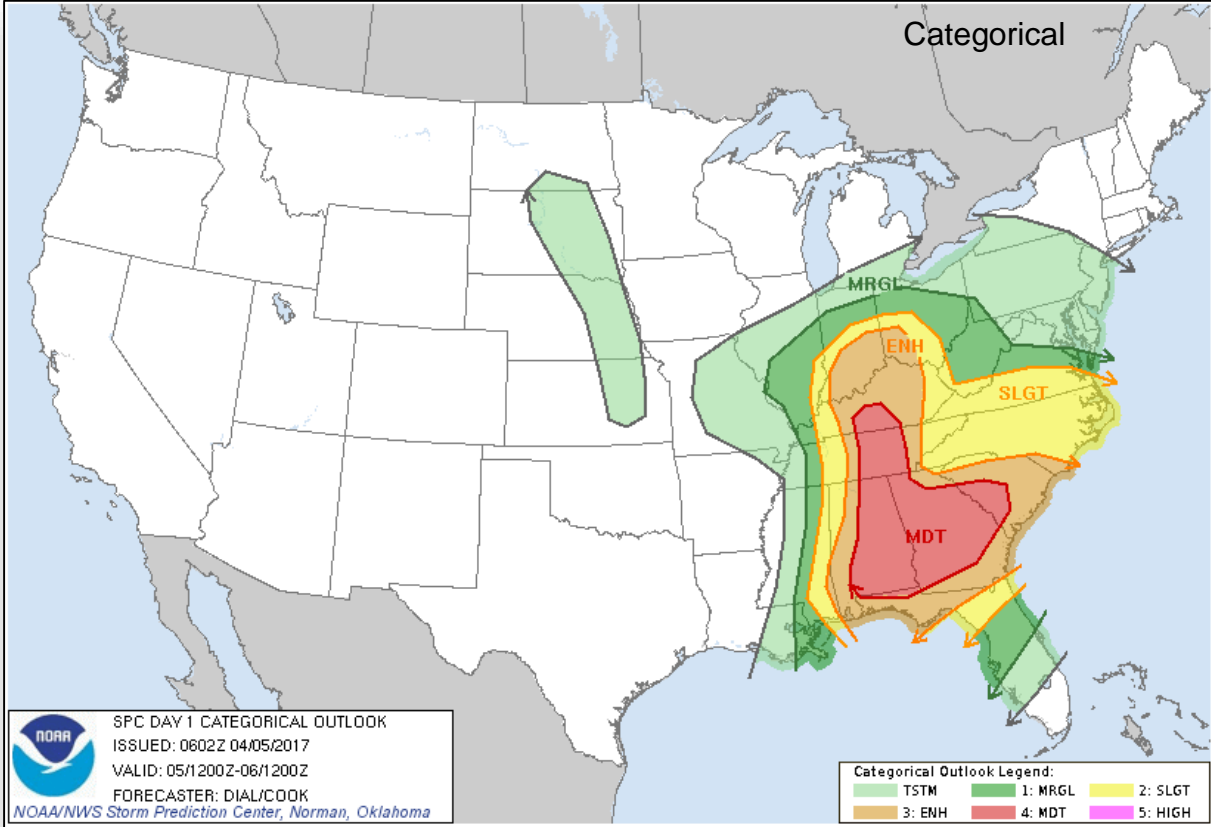 Categorical
MRGL
ENH
SLGT
MDT
NOAA
SPC DAY 1 CATEGORICAL OUTLOOK
ISSUED: 0602Z 04/05/2017
VALID: 05/1200Z-06/1200Z
FORECASTER: DIAL/COOK
NOAA/NWS Storm Prediction Center, Norman, Oklahoma
Categorical Outlook Legend:
TSTM 1: MRGL 2: SLGT
3: ENH 4: MDT 5: HIGH